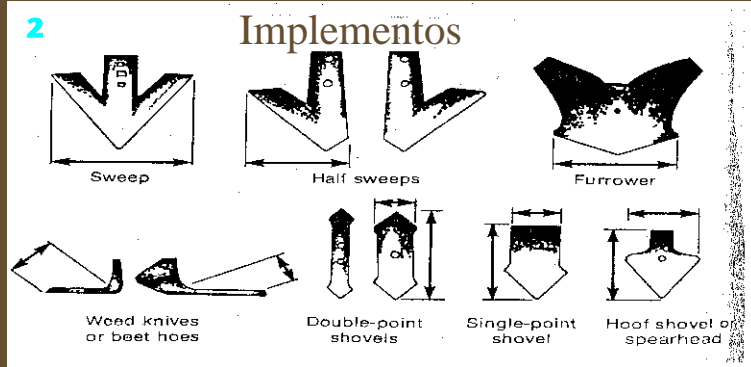 2
Implementos
Sweep
Half sweeps
Furrower
Weed knives
or beet hoes
Double-point
shovels
Single-point
shovel
Hoof shovel or
spearhead